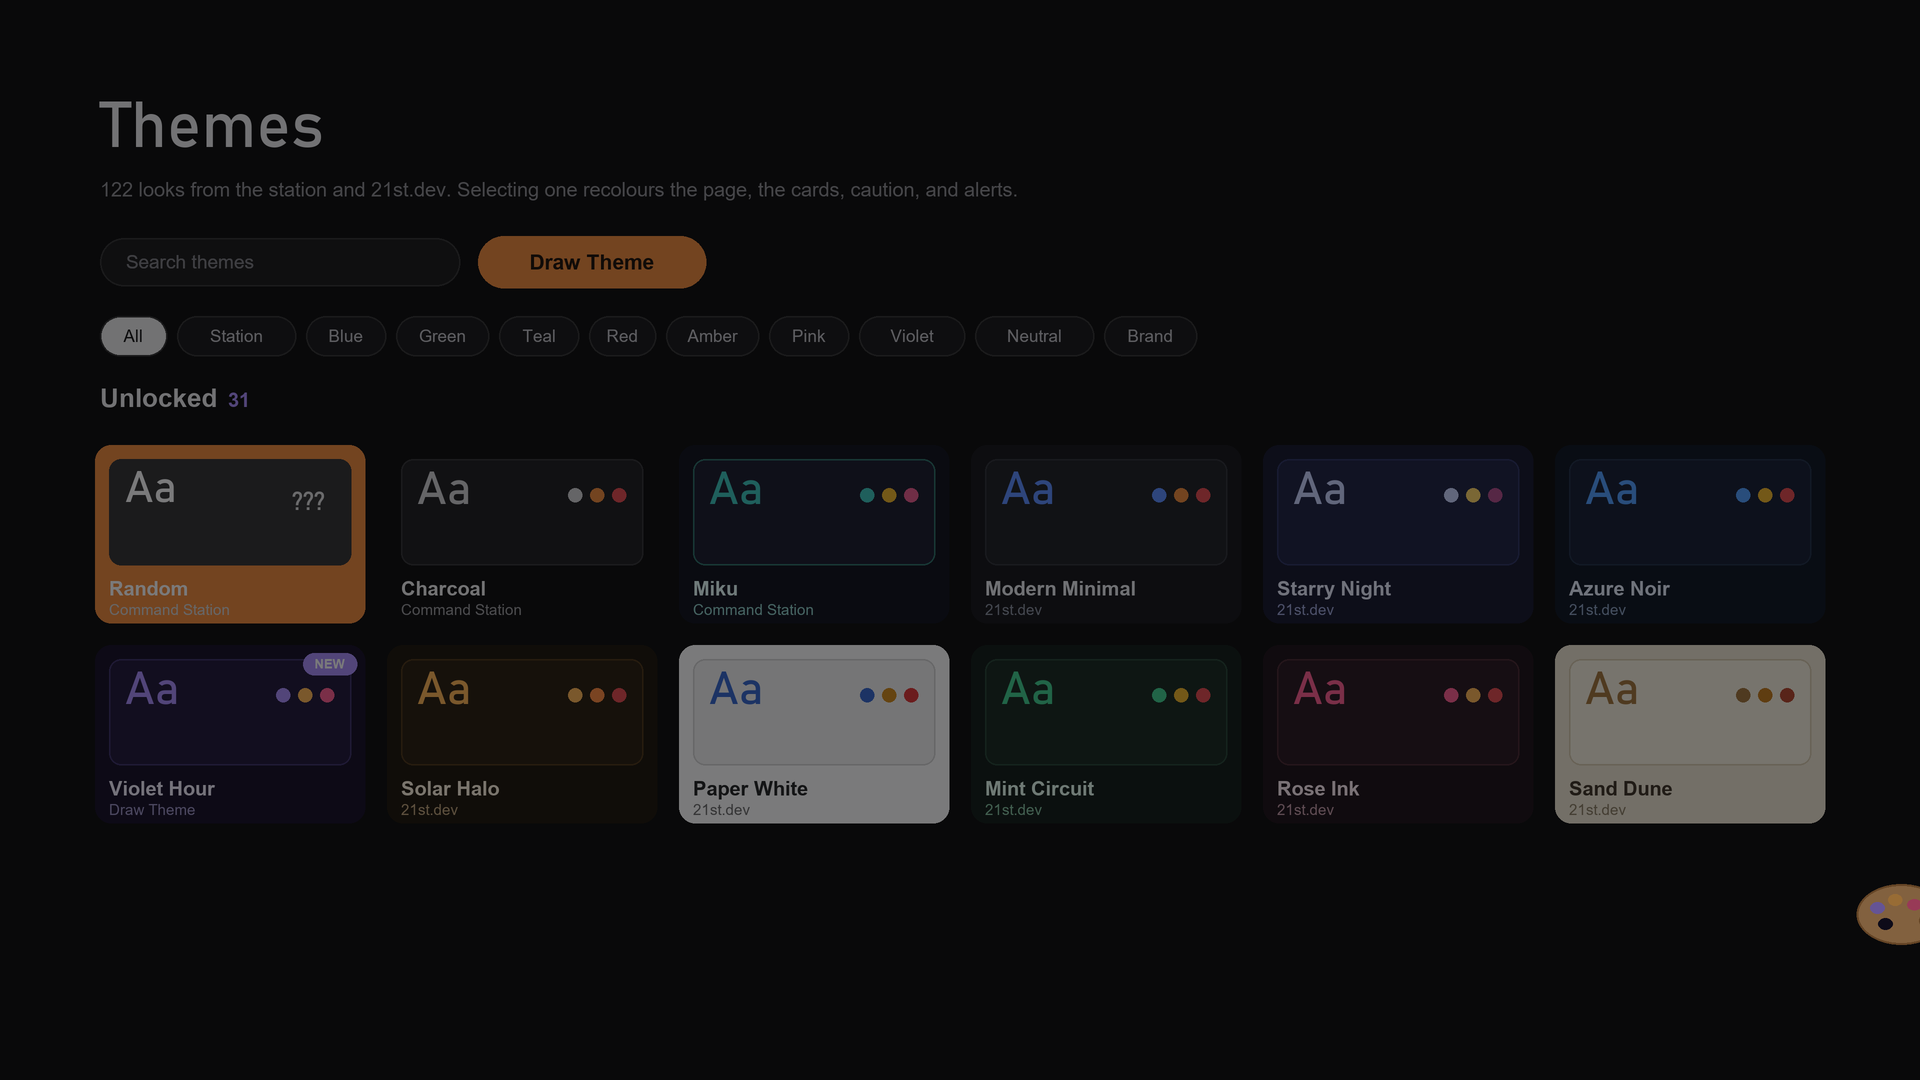 Themes
122 looks from the station and 21st.dev. Selecting one recolours the page, the cards, caution, and alerts.
Search themes
Draw Theme
All
Station
Blue
Green
Teal
Red
Amber
Pink
Violet
Neutral
Brand
Unlocked 31
Aa
???
Random
Command Station
Aa
Charcoal
Command Station
Aa
Miku
Command Station
Aa
Modern Minimal
21st.dev
Aa
Starry Night
21st.dev
Aa
Azure Noir
21st.dev
NEW
Aa
Violet Hour
Draw Theme
Aa
Solar Halo
21st.dev
Aa
Paper White
21st.dev
Aa
Mint Circuit
21st.dev
Aa
Rose Ink
21st.dev
Aa
Sand Dune
21st.dev